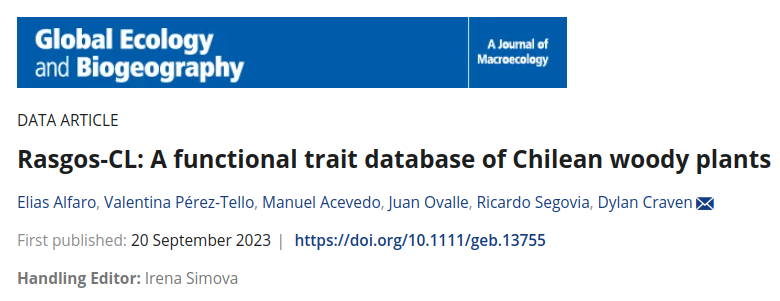 Global Ecology
and Biogeography
A Journal of
Macroecology
DATA ARTICLE
Rasgos-CL: A functional trait database of Chilean woody plants
Elias Alfaro, Valentina Pérez-Tello, Manuel Acevedo, Juan Ovalle, Ricardo Segovia, Dylan Craven
First published: 20 September 2023 | https://doi.org/10.1111/geb.13755
Handling Editor: Irena Simova